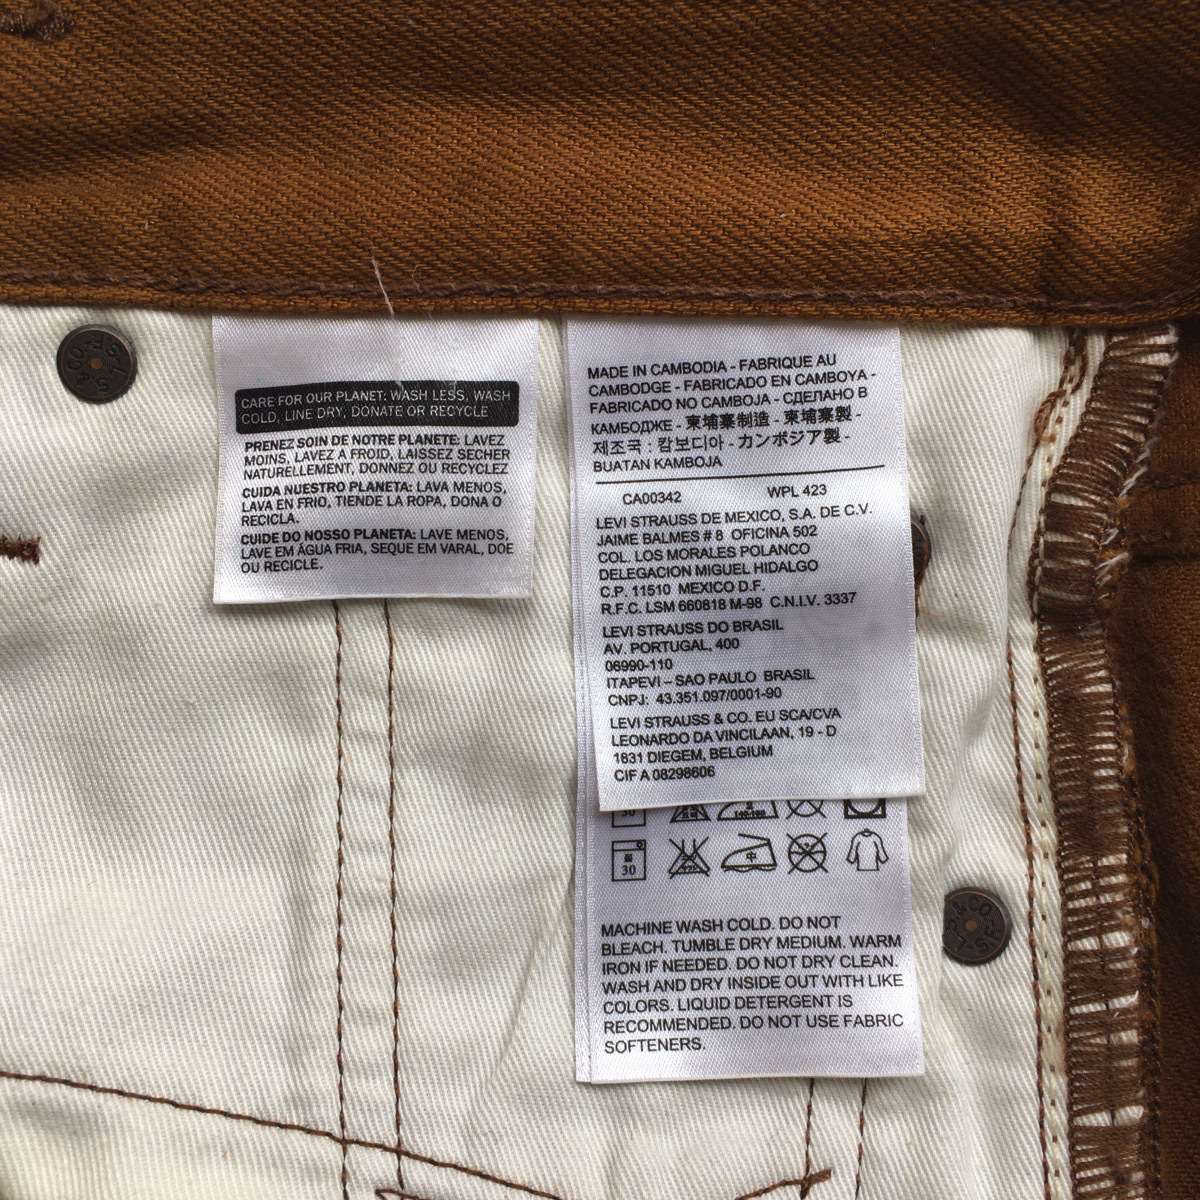 CARE FOR OUR PLANET: WASH LESS, WASH
COLD, LINE DRY, DONATE OR RECYCLE
PRENEZ SOIN DE NOTRE PLANETE: LAVEZ
MOINS, LAVEZ A FROID, LAISSEZ SECHER
NATURELLEMENT, DONNEZ OU RECYCLEZ
CUIDA NUESTRO PLANETA: LAVA MENOS,
LAVA EN FRIO, TIENDE LA ROPA, DONA O
RECICLA.
CUIDE DO NOSSO PLANETA: LAVE MENOS,
LAVE EM ÁGUA FRIA, SEQUE EM VARAL, DOE
OU RECICLE.
MADE IN CAMBODIA - FABRIQUE AU
CAMBODGE - FABRICADO EN CAMBOYA -
FABRICADO NO CAMBOJA - СДЕЛАНО В
КАМБОДЖЕ - 柬埔寨制造 - 柬埔寨製 -
제조국 : 캄보디아 - カンボジア製 -
BUATAN KAMBOJA
CA00342 WPL 423
LEVI STRAUSS DE MEXICO, S.A. DE C.V.
JAIME BALMES # 8 OFICINA 502
COL. LOS MORALES POLANCO
DELEGACION MIGUEL HIDALGO
C.P. 11510 MEXICO D.F.
R.F.C. LSM 660818 M-98 C.N.I.V. 3337
LEVI STRAUSS DO BRASIL
AV. PORTUGAL, 400
06990-110
ITAPEVI – SAO PAULO BRASIL
CNPJ: 43.351.097/0001-90
LEVI STRAUSS & CO. EU SCA/CVA
LEONARDO DA VINCILAAN, 19 - D
1831 DIEGEM, BELGIUM
CIF A 08298606
30 中
MACHINE WASH COLD. DO NOT
BLEACH. TUMBLE DRY MEDIUM. WARM
IRON IF NEEDED. DO NOT DRY CLEAN.
WASH AND DRY INSIDE OUT WITH LIKE
COLORS. LIQUID DETERGENT IS
RECOMMENDED. DO NOT USE FABRIC
SOFTENERS.